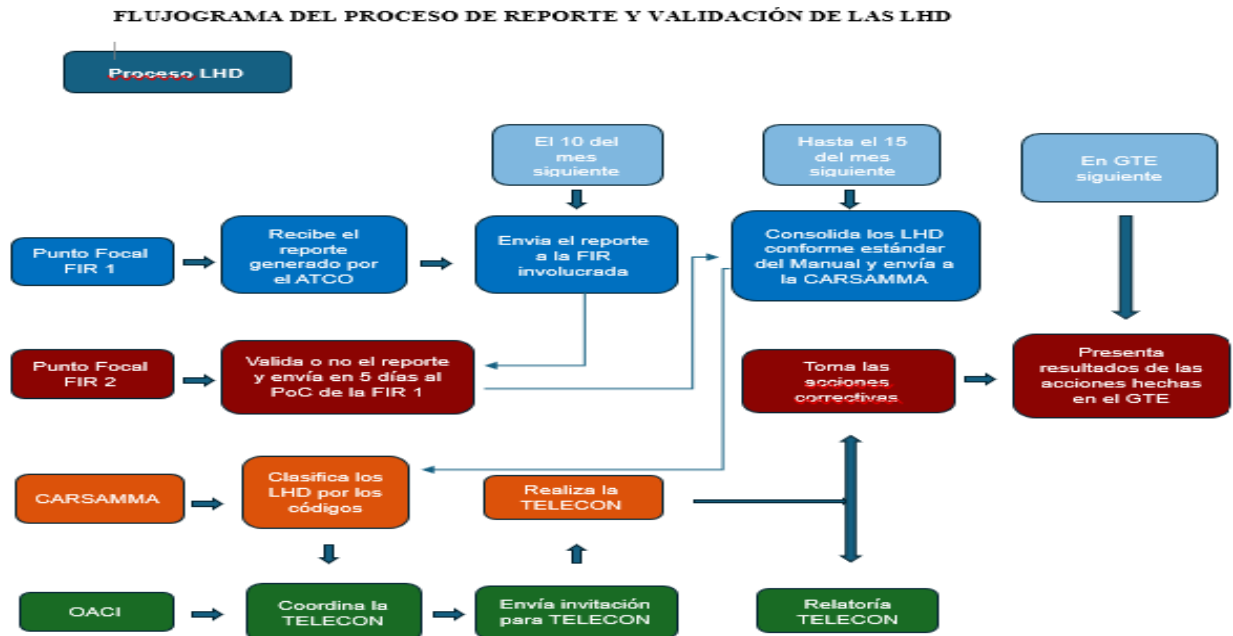 FLUJOGRAMA DEL PROCESO DE REPORTE Y VALIDACIÓN DE LAS LHD
Proceso LHD
El 10 del
mes
siguiente
Hasta el 15
del mes
siguiente
En GTE
siguiente
Punto Focal
FIR 1
Recibe el
reporte
generado por
el ATCO
Envia el reporte
a la FIR
involucrada
Consolida los LHD
conforme estándar
del Manual y envía a
la CARSAMMA
Punto Focal
FIR 2
Valida o no el reporte
y envía en 5 días al
PoC de la FIR 1
Toma las
acciones
correctivas
Presenta
resultados de las
acciones hechas
en el GTE
CARSAMMA
Clasifica los
LHD por los
códigos
Realiza la
TELECON
OACI
Coordina la
TELECON
Envía invitación
para TELECON
Relatoría
TELECON